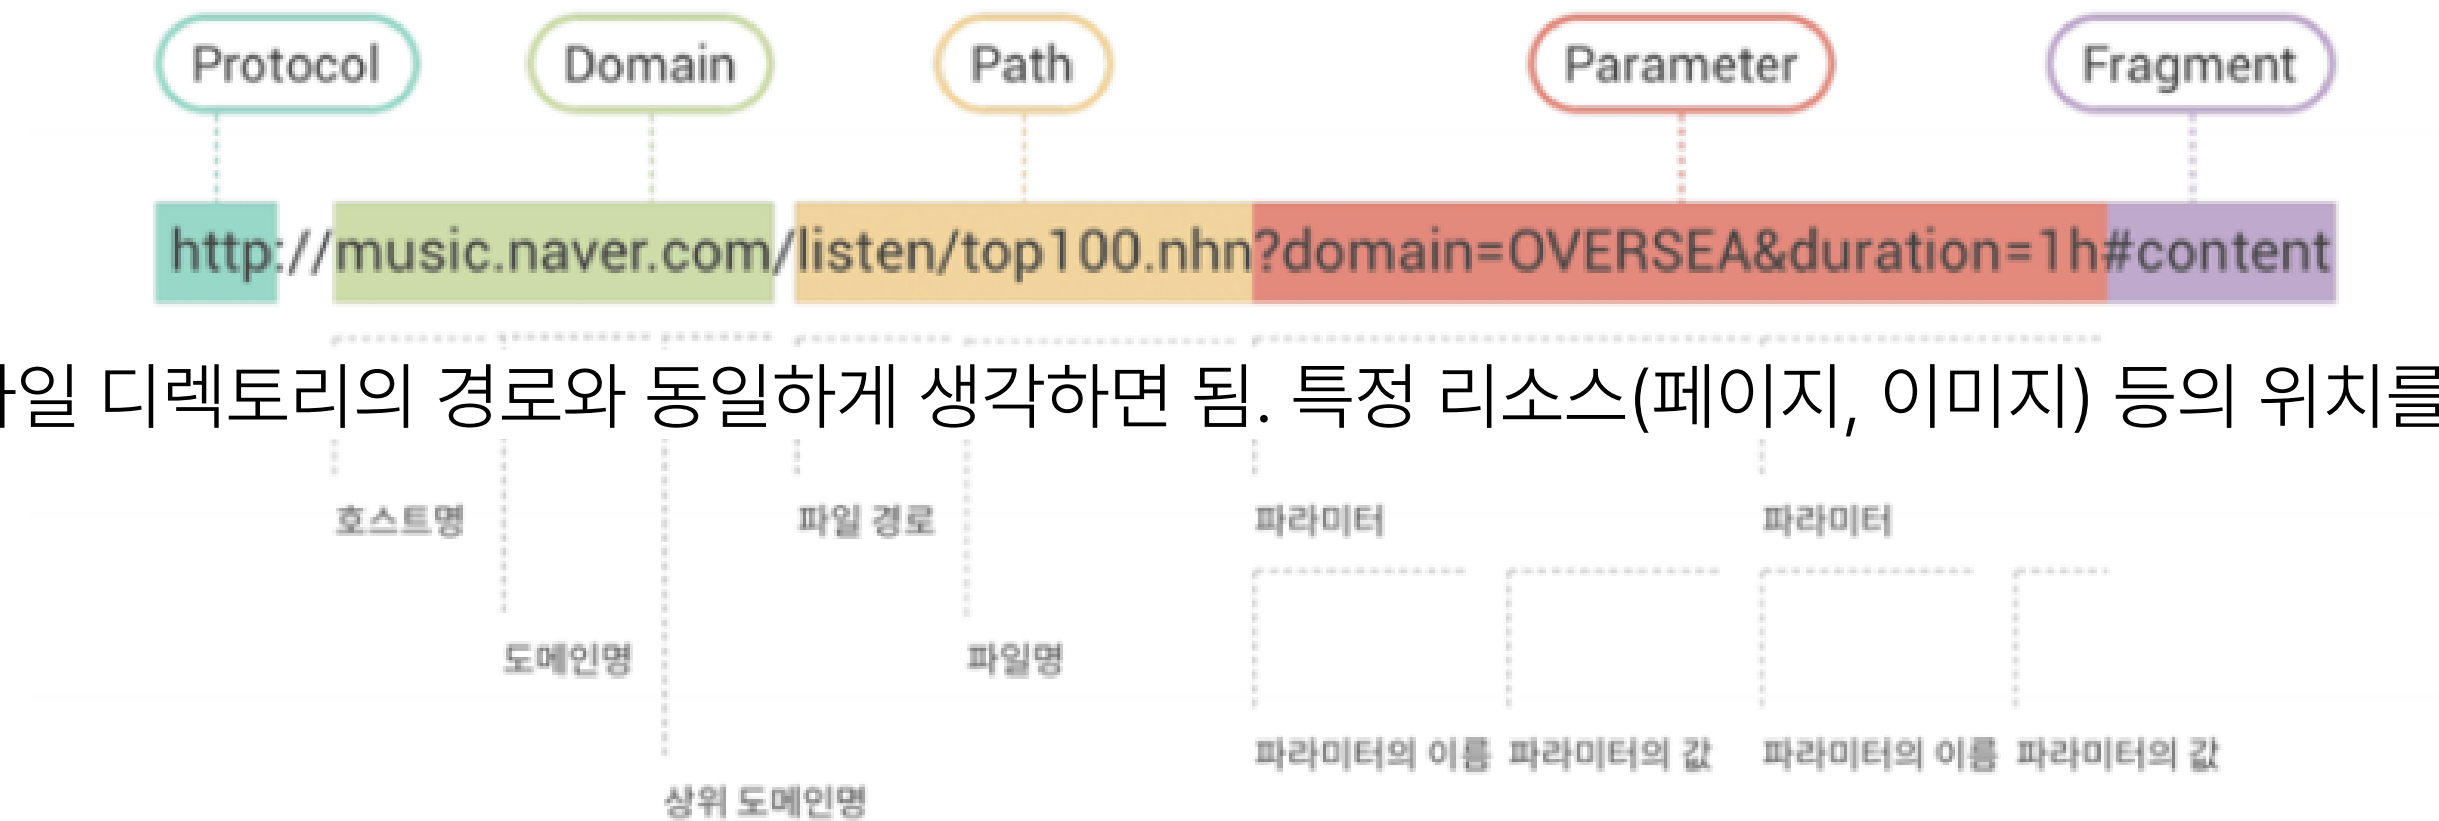 Protocol Domain Path Parameter Fragment
http://music.naver.com/listen/top100.nhn?domain=OVERSEA&duration=1h#content
디렉토리의 경로와 동일하게 생각하면 됨. 특정 리소스(페이지, 이미지) 등의 위치를
호스트명 파일 경로 파라미터 파라미터
도메인명 파일명
파라미터의 이름 파라미터의 값 파라미터의 이름 파라미터의 값
상위 도메인명